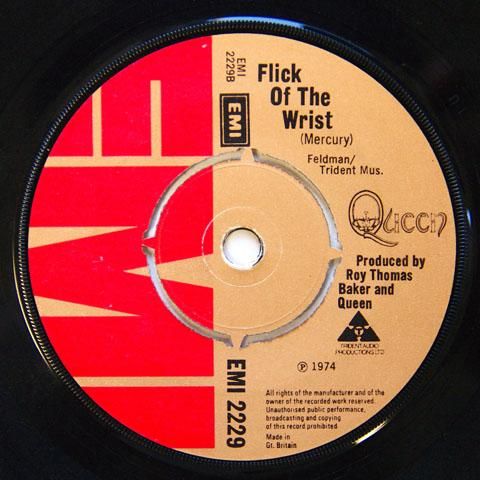 EMI
EMI
2229B
EMI
Flick
Of The
Wrist
(Mercury)
Feldman/
Trident Mus.
Queen
Produced by
Roy Thomas
Baker and
Queen
TRIDENT AUDIO
PRODUCTIONS LTD
℗ 1974
EMI 2229
All rights of the manufacturer and of the
owner of the recorded work reserved.
Unauthorised public performance,
broadcasting and copying
of this record prohibited
Made in
Gt. Britain